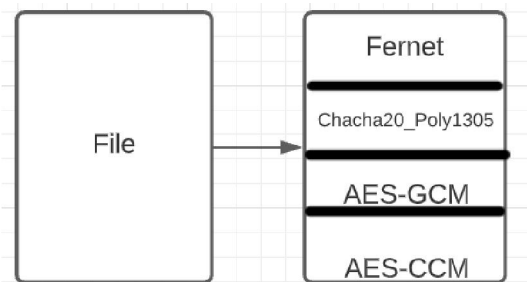 File
Fernet
Chacha20_Poly1305
AES-GCM
AES-CCM